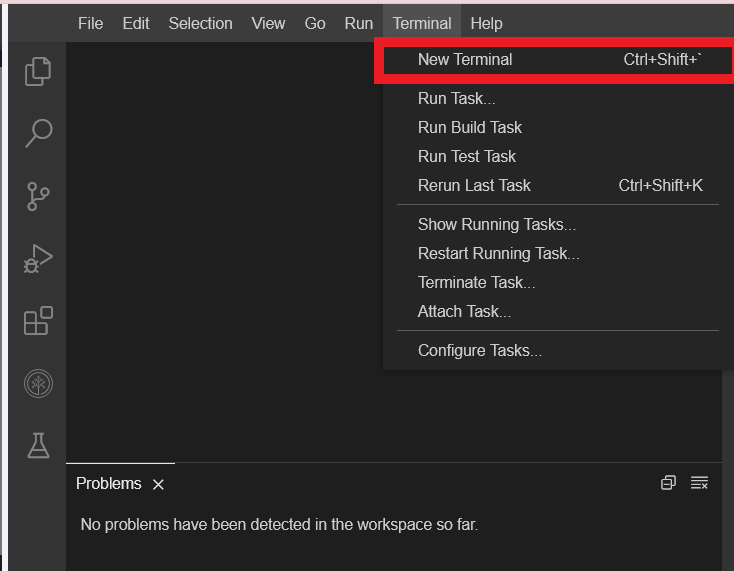 File Edit Selection View Go Run Terminal Help
New Terminal Ctrl+Shift+`
Run Task...
Run Build Task
Run Test Task
Rerun Last Task Ctrl+Shift+K
Show Running Tasks...
Restart Running Task...
Terminate Task...
Attach Task...
Configure Tasks...
Problems
No problems have been detected in the workspace so far.